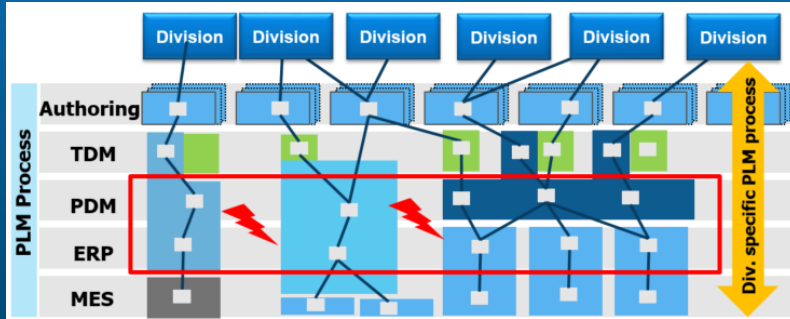 Division
Division
Division
Division
Division
Division
Authoring
TDM
PDM
ERP
MES
PLM Process
Div. specific PLM process